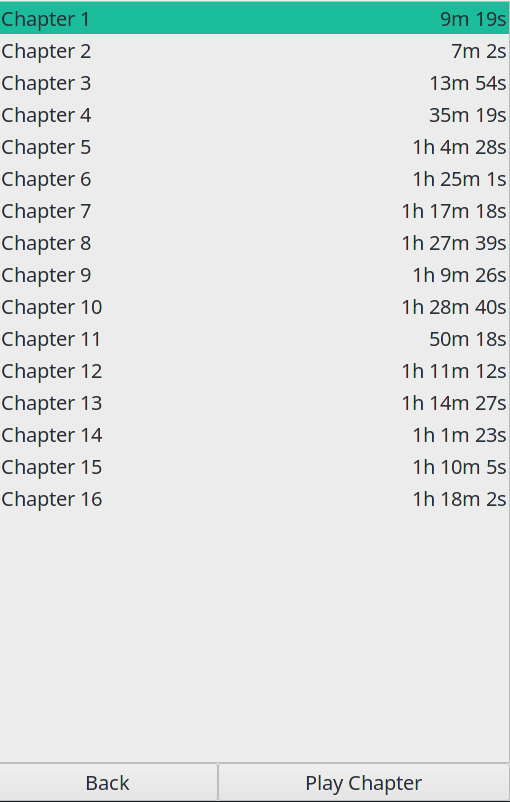 Chapter 1 9m 19s
Chapter 2 7m 2s
Chapter 3 13m 54s
Chapter 4 35m 19s
Chapter 5 1h 4m 28s
Chapter 6 1h 25m 1s
Chapter 7 1h 17m 18s
Chapter 8 1h 27m 39s
Chapter 9 1h 9m 26s
Chapter 10 1h 28m 40s
Chapter 11 50m 18s
Chapter 12 1h 11m 12s
Chapter 13 1h 14m 27s
Chapter 14 1h 1m 23s
Chapter 15 1h 10m 5s
Chapter 16 1h 18m 2s
Back Play Chapter